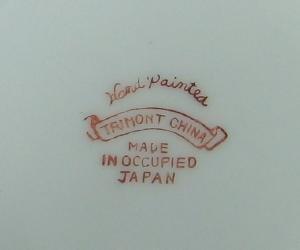 Hand Painted
TRIMONT CHINA
MADE
IN OCCUPIED
JAPAN